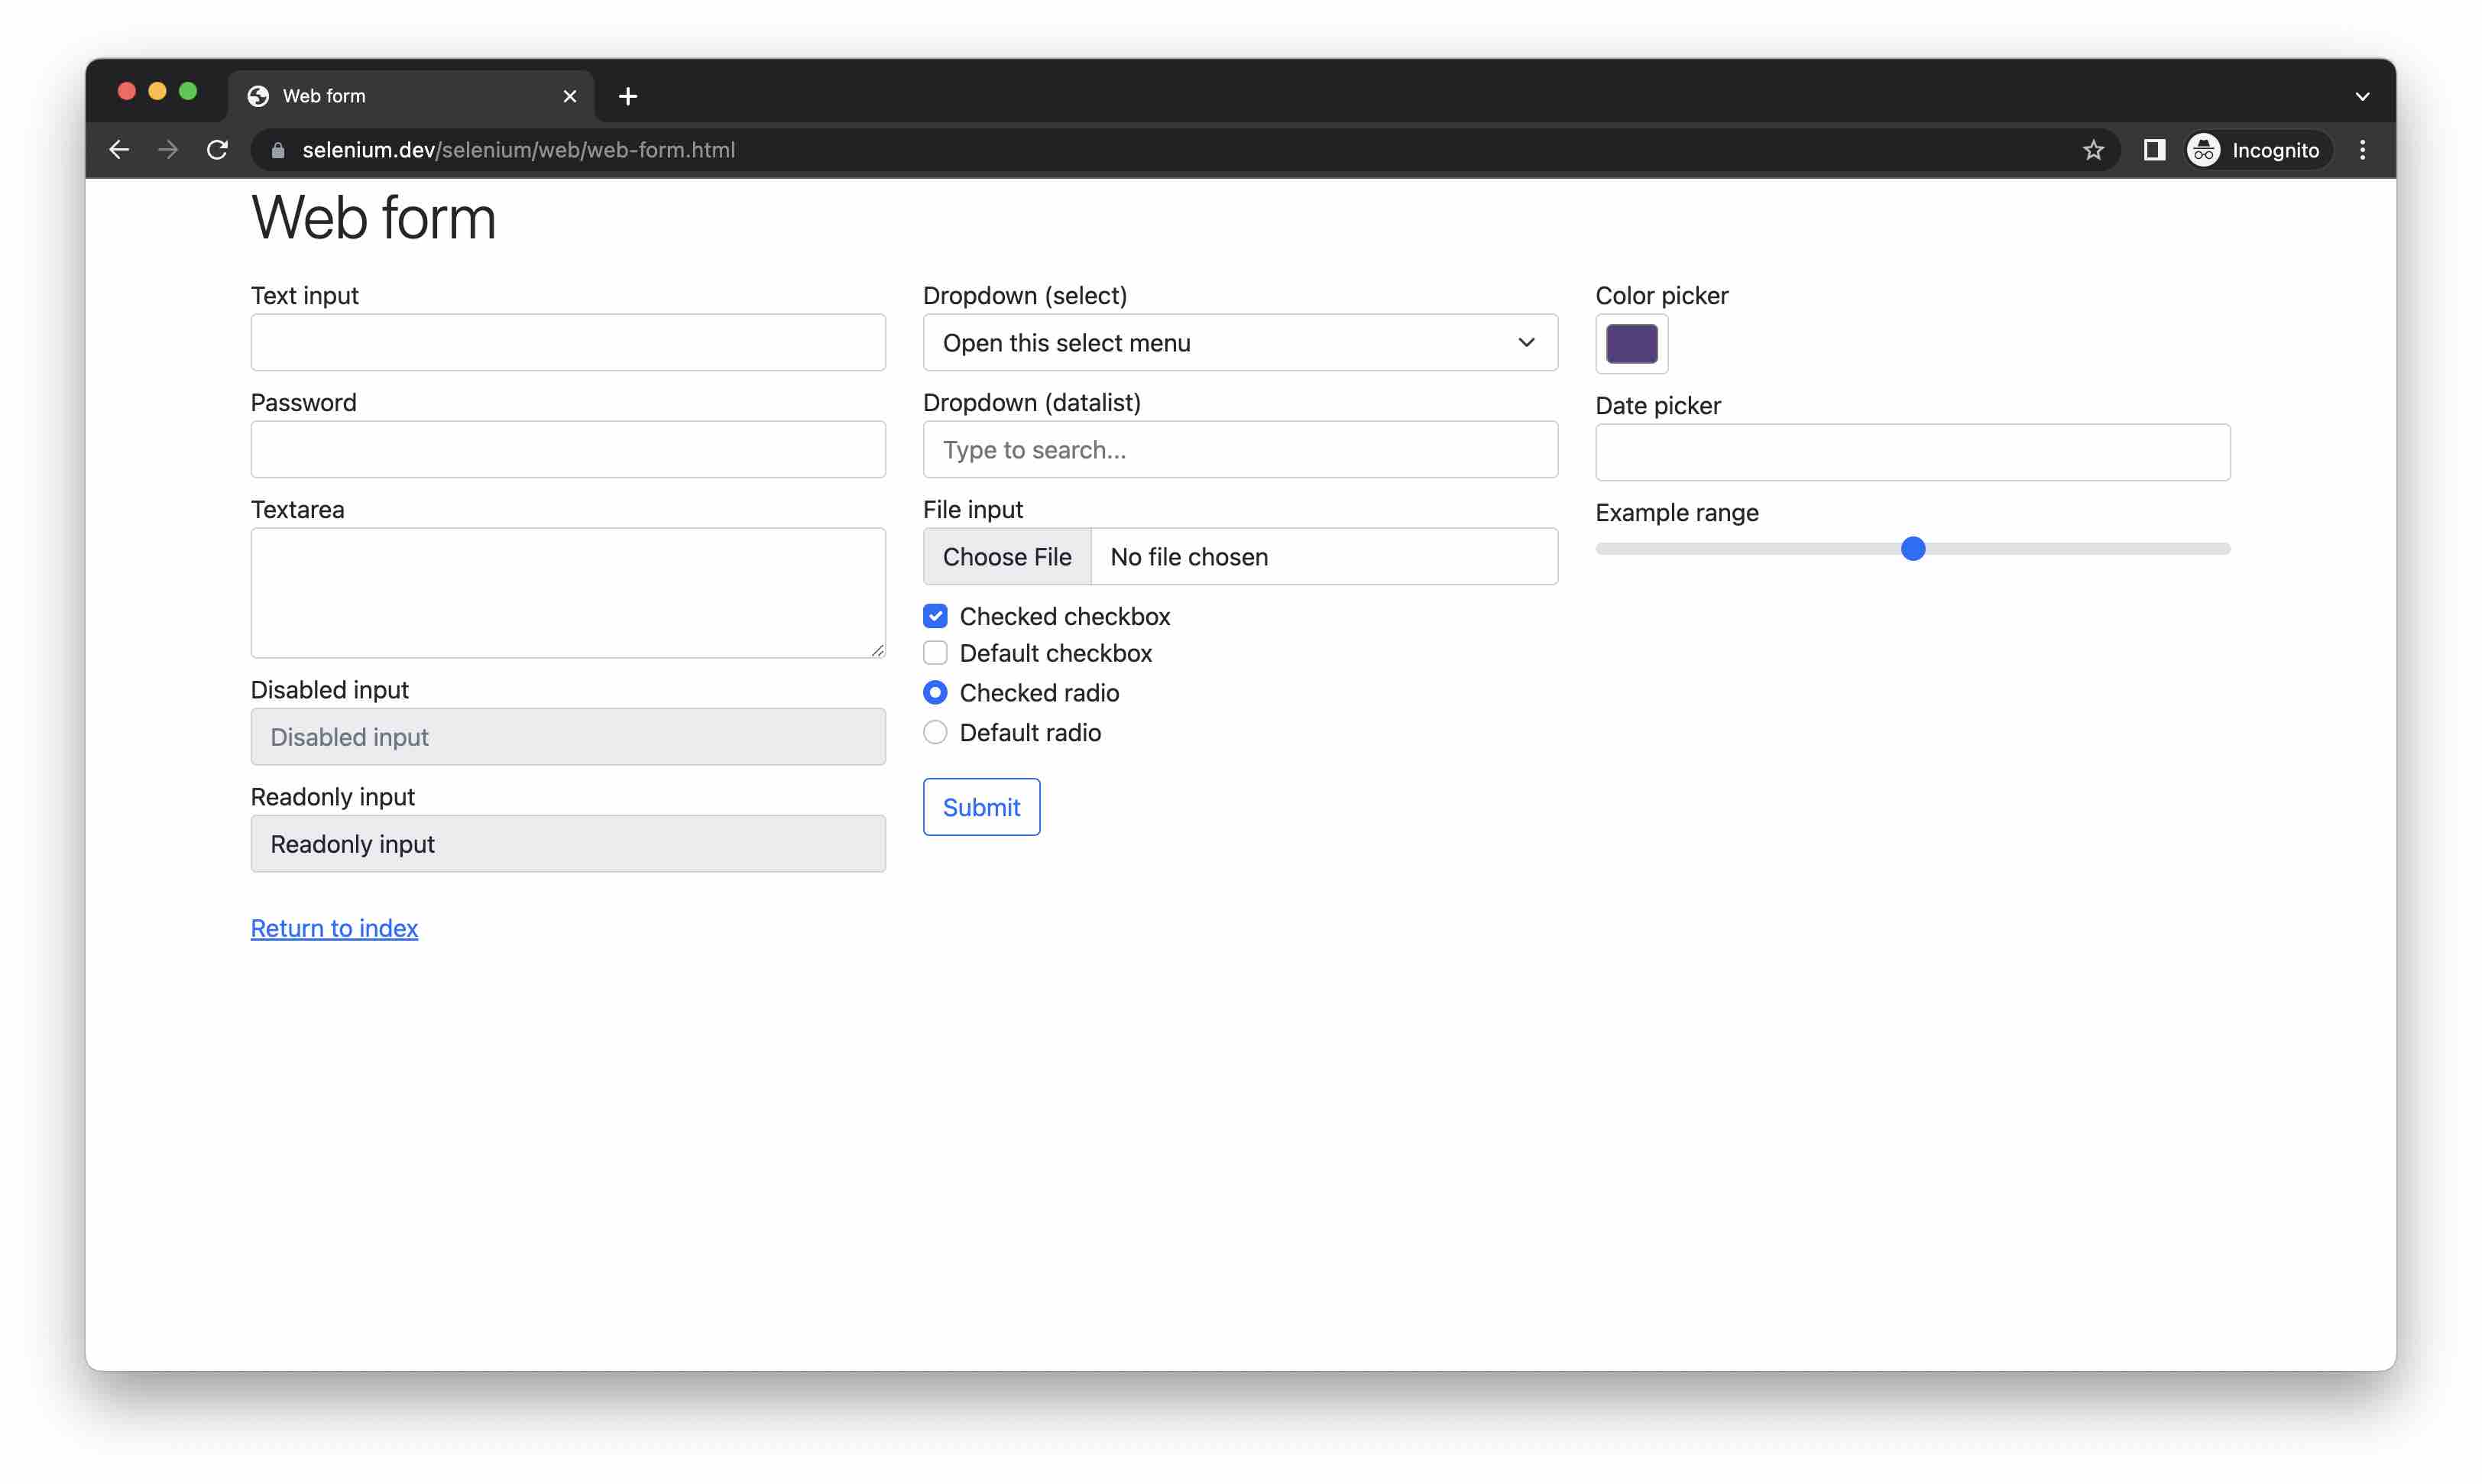 Web form
selenium.dev/selenium/web/web-form.html
Incognito
Web form
Text input
Password
Textarea
Disabled input
Disabled input
Readonly input
Readonly input
Return to index
Dropdown (select)
Open this select menu
Dropdown (datalist)
Type to search...
File input
Choose File No file chosen
Checked checkbox
Default checkbox
Checked radio
Default radio
Submit
Color picker
Date picker
Example range